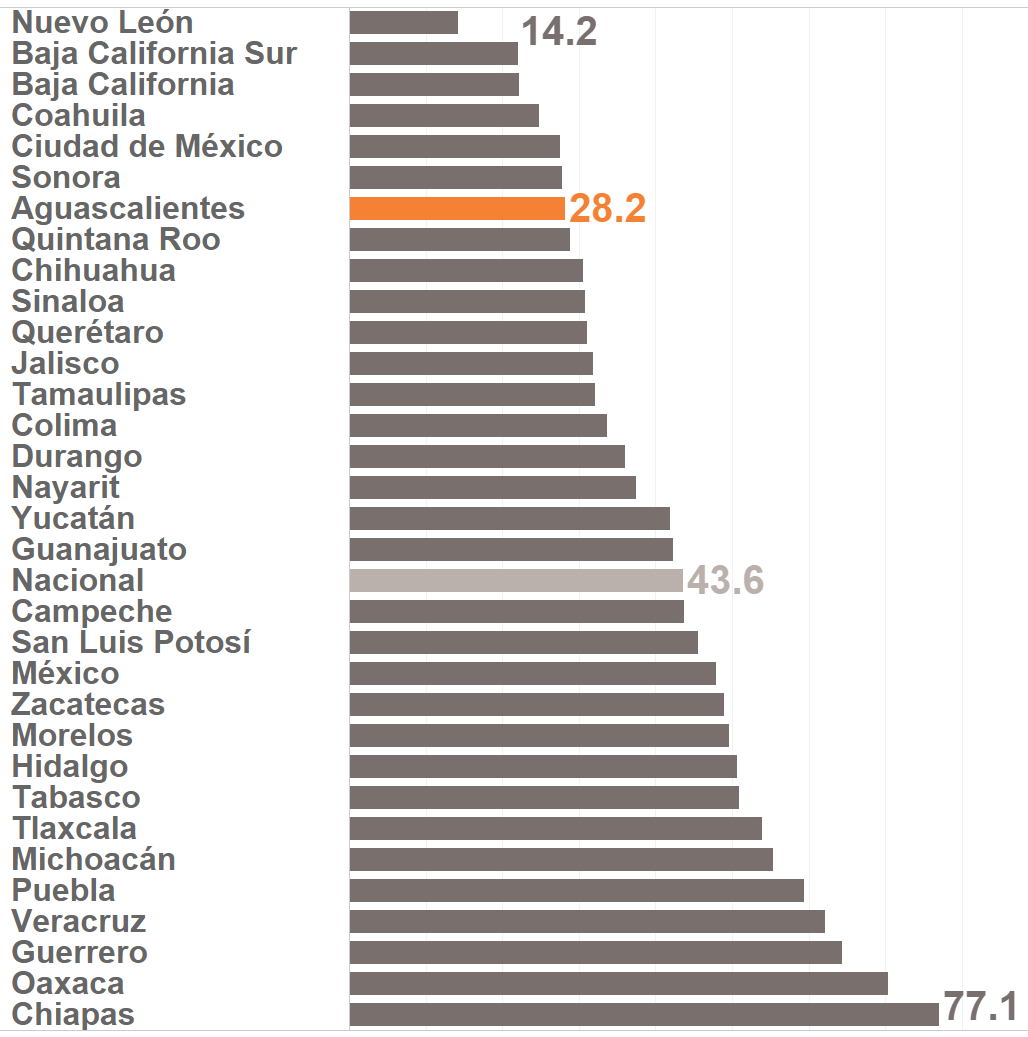 Nuevo León
14.2
Baja California Sur
Baja California
Coahuila
Ciudad de México
Sonora
Aguascalientes 28.2
Quintana Roo
Chihuahua
Sinaloa
Querétaro
Jalisco
Tamaulipas
Colima
Durango
Nayarit
Yucatán
Guanajuato
Nacional 43.6
Campeche
San Luis Potosí
México
Zacatecas
Morelos
Hidalgo
Tabasco
Tlaxcala
Michoacán
Puebla
Veracruz
Guerrero
Oaxaca
Chiapas 77.1